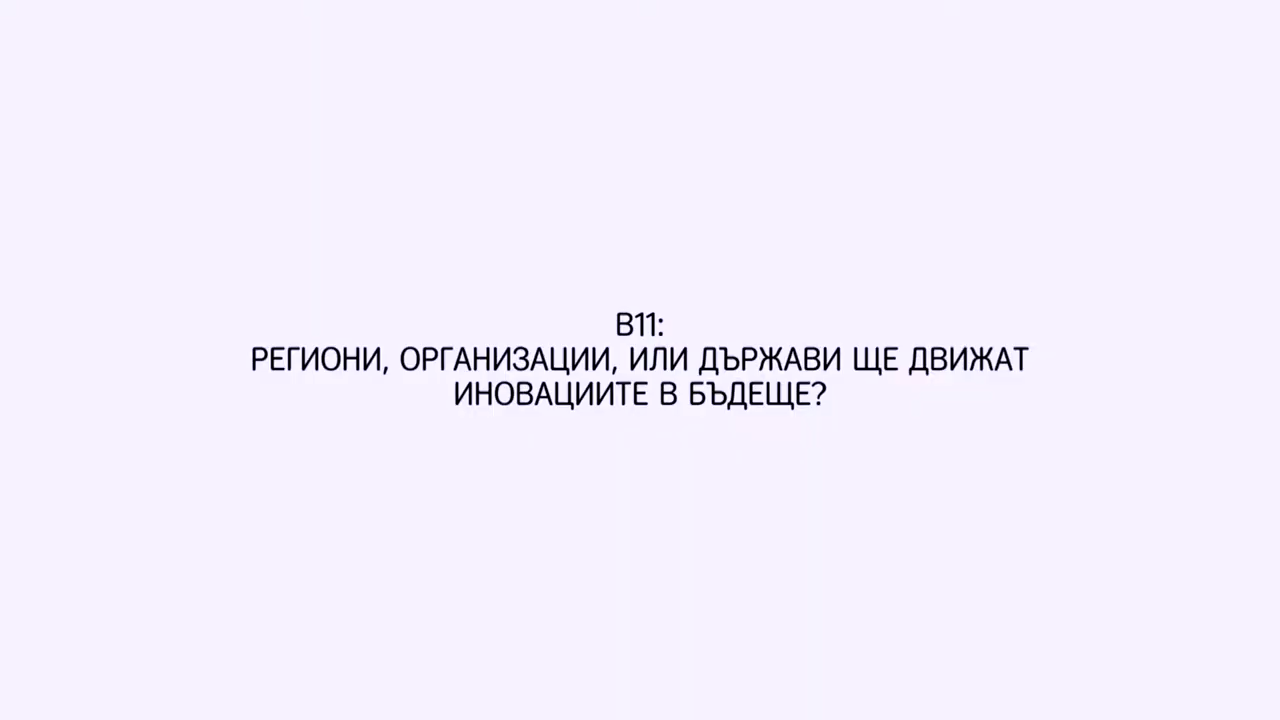 В11:
РЕГИОНИ, ОРГАНИЗАЦИИ, ИЛИ ДЪРЖАВИ ЩЕ ДВИЖАТ
ИНОВАЦИИТЕ В БЪДЕЩЕ?